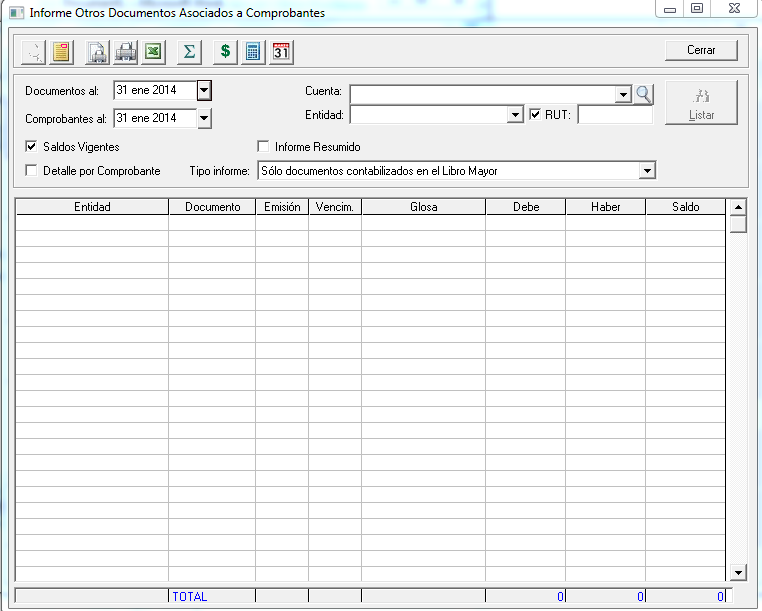 Informe Otros Documentos Asociados a Comprobantes
Σ $ 31 Cerrar
Documentos al: 31 ene 2014 Cuenta:
Comprobantes al: 31 ene 2014 Entidad: RUT: Listar
Saldos Vigentes Informe Resumido
Detalle por Comprobante Tipo informe: Sólo documentos contabilizados en el Libro Mayor
Entidad Documento Emisión Vencim. Glosa Debe Haber Saldo
TOTAL 0 0 0